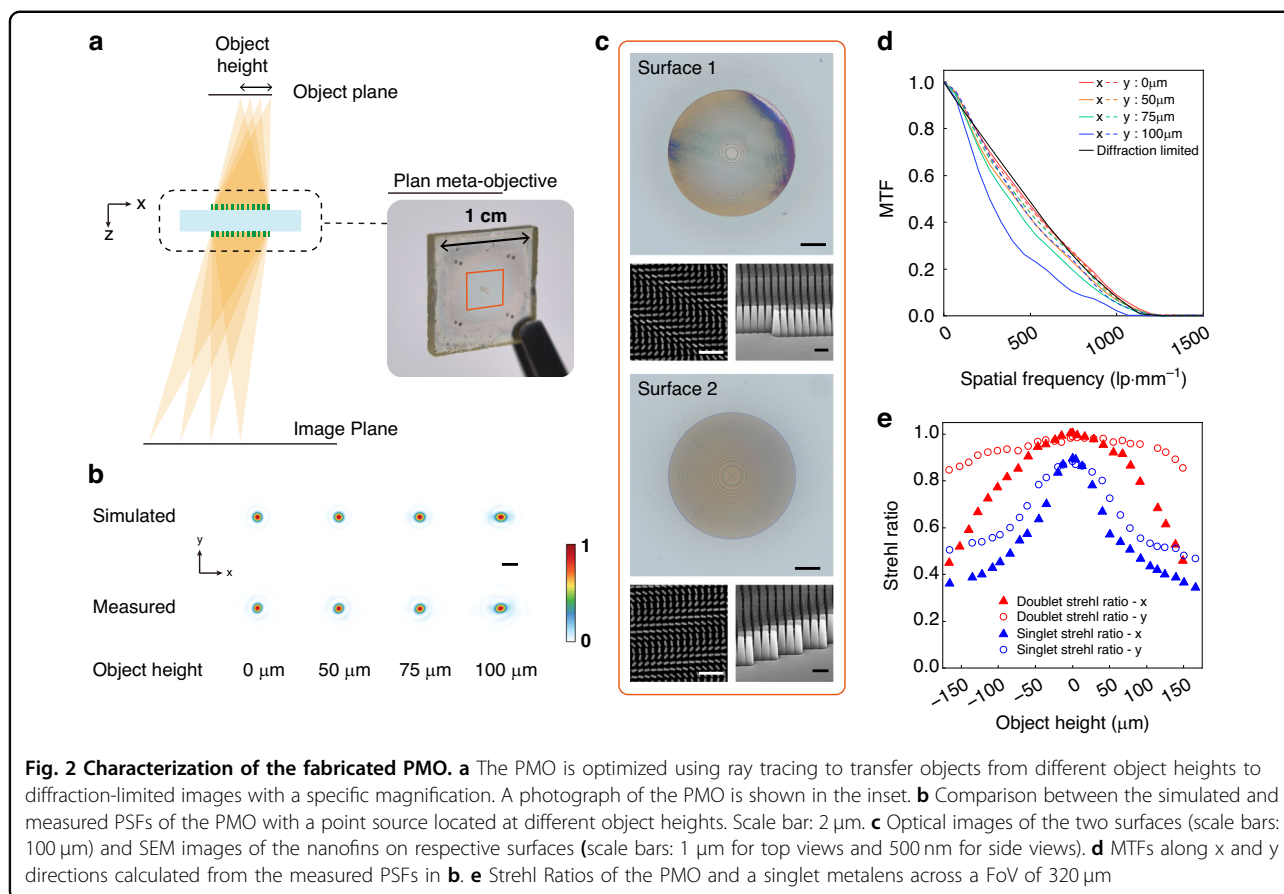 a
Object
height
Object plane
x
z
Plan meta-objective
1 cm
Image Plane
b
Simulated
y
x
Measured
1
0
Object height
0 μm
50 μm
75 μm
100 μm
c
Surface 1
Surface 2
d
MTF
1.0
0.8
0.6
0.4
0.2
0.0
x y : 0μm
x y : 50μm
x y : 75μm
x y : 100μm
Diffraction limited
0
500
1000
1500
Spatial frequency (lp·mm⁻¹)
e
Strehl ratio
1.0
0.8
0.6
0.4
0.2
0.0
Doublet strehl ratio - x
Doublet strehl ratio - y
Singlet strehl ratio - x
Singlet strehl ratio - y
−150
−100
−50
0
50
100
150
Object height (μm)
Fig. 2 Characterization of the fabricated PMO. a The PMO is optimized using ray tracing to transfer objects from different object heights to
diffraction-limited images with a specific magnification. A photograph of the PMO is shown in the inset. b Comparison between the simulated and
measured PSFs of the PMO with a point source located at different object heights. Scale bar: 2 μm. c Optical images of the two surfaces (scale bars:
100 μm) and SEM images of the nanofins on respective surfaces (scale bars: 1 μm for top views and 500 nm for side views). d MTFs along x and y
directions calculated from the measured PSFs in b. e Strehl Ratios of the PMO and a singlet metalens across a FoV of 320 μm